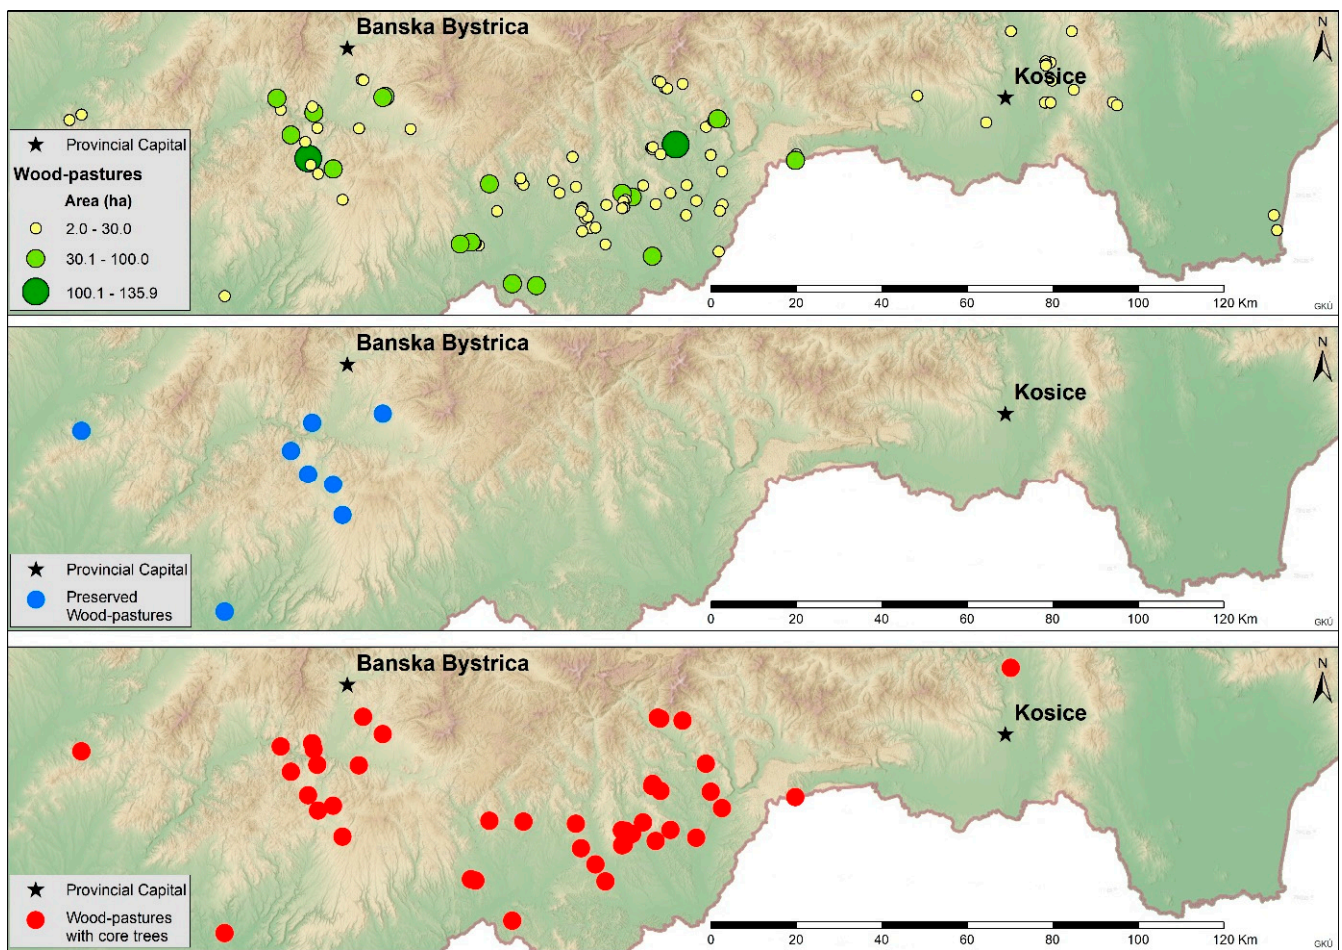 Banska Bystrica
N
Kosice
Provincial Capital
Wood-pastures
Area (ha)
2.0 - 30.0
30.1 - 100.0
100.1 - 135.9
0 20 40 60 80 100 120 Km
GKÚ
Banska Bystrica
N
Kosice
Provincial Capital
Preserved
Wood-pastures
0 20 40 60 80 100 120 Km
GKÚ
Banska Bystrica
N
Kosice
Provincial Capital
Wood-pastures
with core trees
0 20 40 60 80 100 120 Km
GKÚ